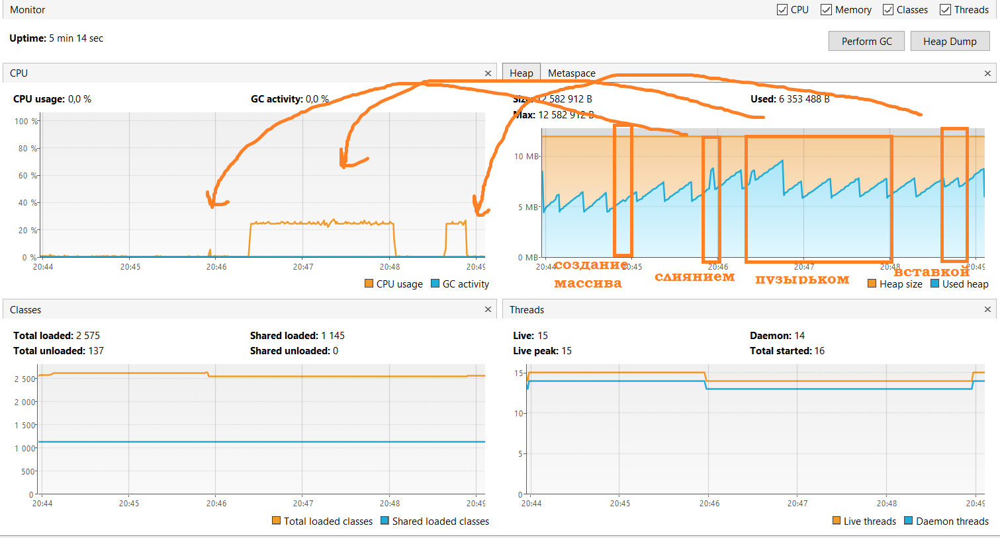 Monitor
CPU Memory Classes Threads
Uptime: 5 min 14 sec
Perform GC Heap Dump
CPU ×
CPU usage: 0,0 % GC activity: 0,0 %
100 %
80 %
60 %
40 %
20 %
0 %
20:44 20:45 20:46 20:47 20:48 20:49
CPU usage GC activity
Heap Metaspace ×
Size: 12 582 912 B Used: 6 353 488 B
Max: 12 582 912 B
10 MB
5 MB
0 MB
20:44 20:45 20:46 20:47 20:48 20:49
создание
массива
слиянием
пузырьком
вставкой
Heap size Used heap
Classes ×
Total loaded: 2 575 Shared loaded: 1 145
Total unloaded: 137 Shared unloaded: 0
2 500
2 000
1 500
1 000
500
0
20:44 20:45 20:46 20:47 20:48 20:49
Total loaded classes Shared loaded classes
Threads ×
Live: 15 Daemon: 14
Live peak: 15 Total started: 16
15
10
5
0
20:44 20:45 20:46 20:47 20:48 20:49
Live threads Daemon threads